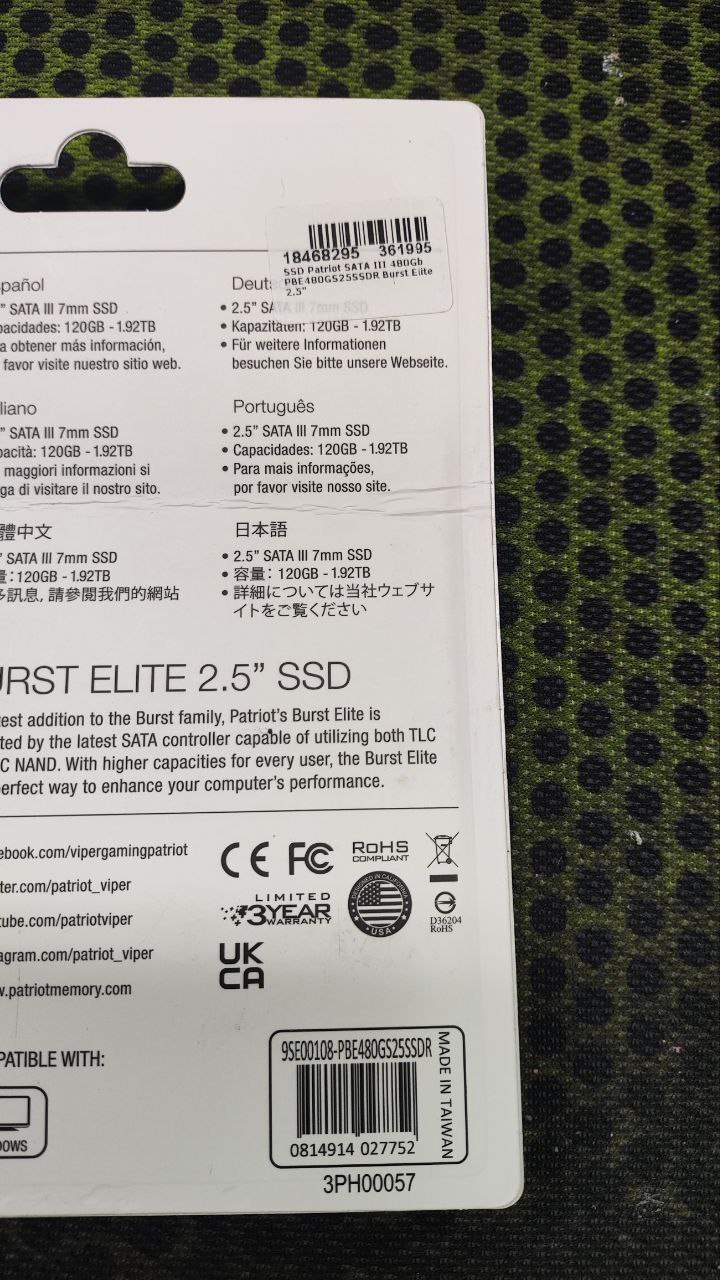 18468295 361995
SSD Patriot SATA III 480Gb
PBE480GS25SSDR Burst Elite
2.5"
pañol
” SATA III 7mm SSD
pacidades: 120GB - 1.92TB
a obtener más información,
favor visite nuestro sitio web.
Deuts
• 2.5” SATA III 7mm SSD
• Kapazitäten: 120GB - 1.92TB
• Für weitere Informationen
besuchen Sie bitte unsere Webseite.
liano
” SATA III 7mm SSD
pacità: 120GB - 1.92TB
maggiori informazioni si
ga di visitare il nostro sito.
Português
• 2.5” SATA III 7mm SSD
• Capacidades: 120GB - 1.92TB
• Para mais informações,
por favor visite nosso site.
體中文
” SATA III 7mm SSD
量：120GB - 1.92TB
多訊息, 請參閱我們的網站
日本語
• 2.5” SATA III 7mm SSD
• 容量： 120GB - 1.92TB
• 詳細については当社ウェブサ
イトをご覧ください
URST ELITE 2.5” SSD
test addition to the Burst family, Patriot’s Burst Elite is
ted by the latest SATA controller capable of utilizing both TLC
C NAND. With higher capacities for every user, the Burst Elite
perfect way to enhance your computer’s performance.
ebook.com/vipergamingpatriot
tter.com/patriot_viper
tube.com/patriotviper
agram.com/patriot_viper
w.patriotmemory.com
CE FC
RoHS
COMPLIANT
LIMITED
3YEAR
WARRANTY
DESIGNED IN CALIFORNIA
USA
D36204
RoHS
UK
CA
PATIBLE WITH:
DOWS
9SE00108-PBE480GS25SSDR
0814914 027752
MADE IN TAIWAN
3PH00057